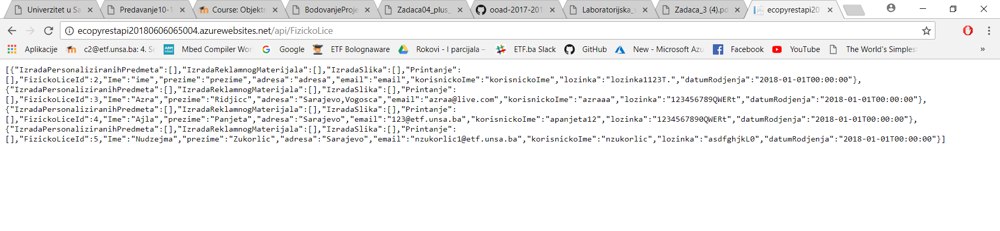 Univerzitet u Sa
Predavanje10-1
Course: Objektn
BodovanjeProje
Zadaca04_plus_
ooad-2017-201
Laboratorijska_v
Zadaca_3 (4).pd
ecopyrestapi20
ecopyrestapi20180606065004.azurewebsites.net/api/FizickoLice
Aplikacije
c2@etf.unsa.ba: 4. Se
Mbed Compiler Wor
Google
ETF Bolognaware
Rokovi - I parcijala –
ETF.ba Slack
GitHub
New - Microsoft Azu
Facebook
YouTube
The World's Simples
»
[{"IzradaPersonaliziranihPredmeta":[],"IzradaReklamnogMaterijala":[],"IzradaSlika":[],"Printanje":
[],"FizickoLiceId":2,"Ime":"ime","prezime":"prezime","adresa":"adresa","email":"email","korisnickoIme":"korisnickoIme","lozinka":"lozinka1123T.","datumRodjenja":"2018-01-01T00:00:00"},
{"IzradaPersonaliziranihPredmeta":[],"IzradaReklamnogMaterijala":[],"IzradaSlika":[],"Printanje":
[],"FizickoLiceId":3,"Ime":"Azra","prezime":"Ridjicc","adresa":"Sarajevo,Vogosca","email":"azraa@live.com","korisnickoIme":"azraaa","lozinka":"123456789QWERt","datumRodjenja":"2018-01-01T00:00:00"},
{"IzradaPersonaliziranihPredmeta":[],"IzradaReklamnogMaterijala":[],"IzradaSlika":[],"Printanje":
[],"FizickoLiceId":4,"Ime":"Ajla","prezime":"Panjeta","adresa":"Sarajevo","email":"123@etf.unsa.ba","korisnickoIme":"apanjeta12","lozinka":"1234567890QWERt","datumRodjenja":"2018-01-01T00:00:00"},
{"IzradaPersonaliziranihPredmeta":[],"IzradaReklamnogMaterijala":[],"IzradaSlika":[],"Printanje":
[],"FizickoLiceId":5,"Ime":"Nudzejma","prezime":"Zukorlic","adresa":"Sarajevo","email":"nzukorlic1@etf.unsa.ba","korisnickoIme":"nzukorlic","lozinka":"asdfghjkL0","datumRodjenja":"2018-01-01T00:00:00"}]